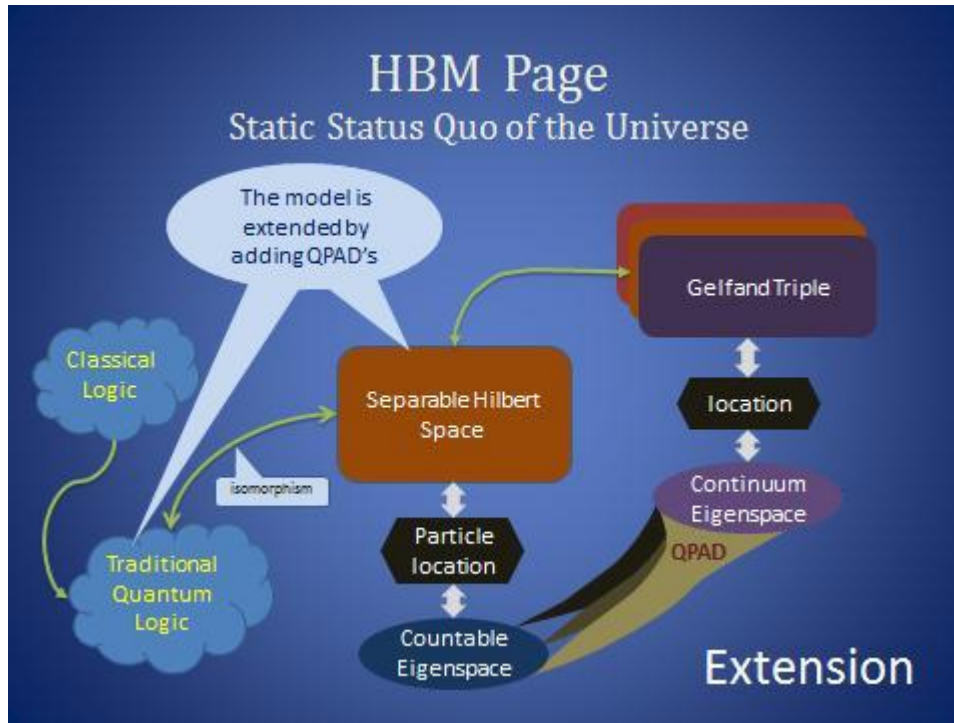 HBM Page
Static Status Quo of the Universe
The model is
extended by
adding QPAD's
Gelfand Triple
Classical
Logic
Separable Hilbert
Space
location
isomorphism
Continuum
Eigenspace
Particle
location
QPAD
Traditional
Quantum
Logic
Countable
Eigenspace
Extension